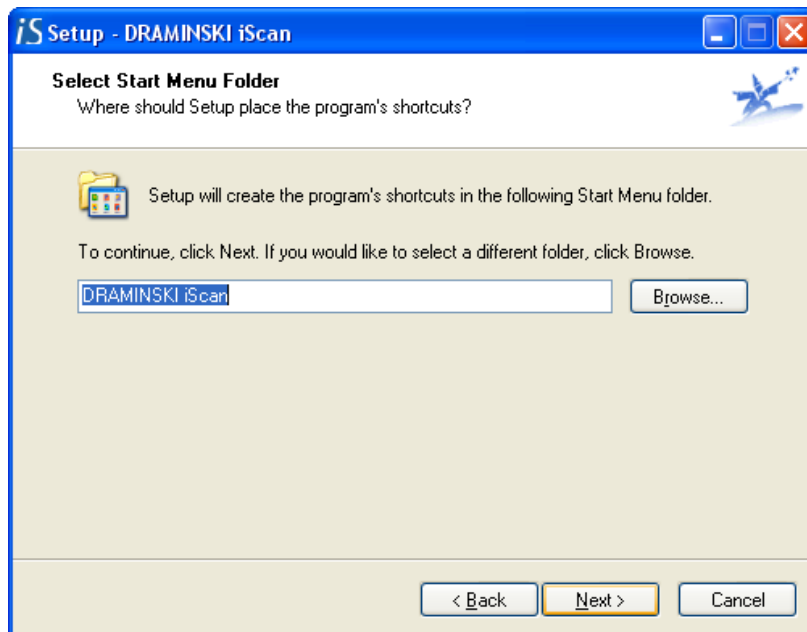 iS Setup - DRAMINSKI iScan
Select Start Menu Folder
Where should Setup place the program's shortcuts?
Setup will create the program's shortcuts in the following Start Menu folder.
To continue, click Next. If you would like to select a different folder, click Browse.
DRAMINSKI iScan
Browse...
< Back
Next >
Cancel